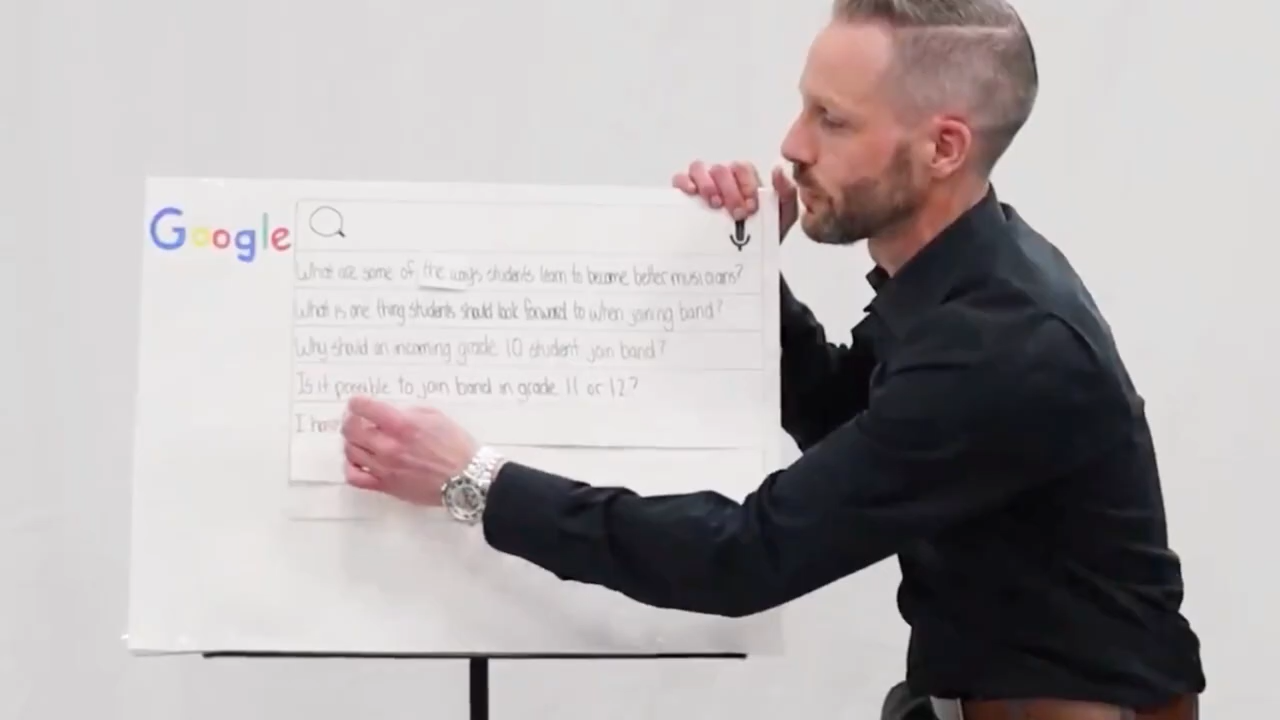 Google
What are some of the ways students learn to become better musicians?
What is one thing students should look forward to when joining band?
Why should an incoming grade 10 student join band?
Is it possible to join band in grade 11 or 12?
I